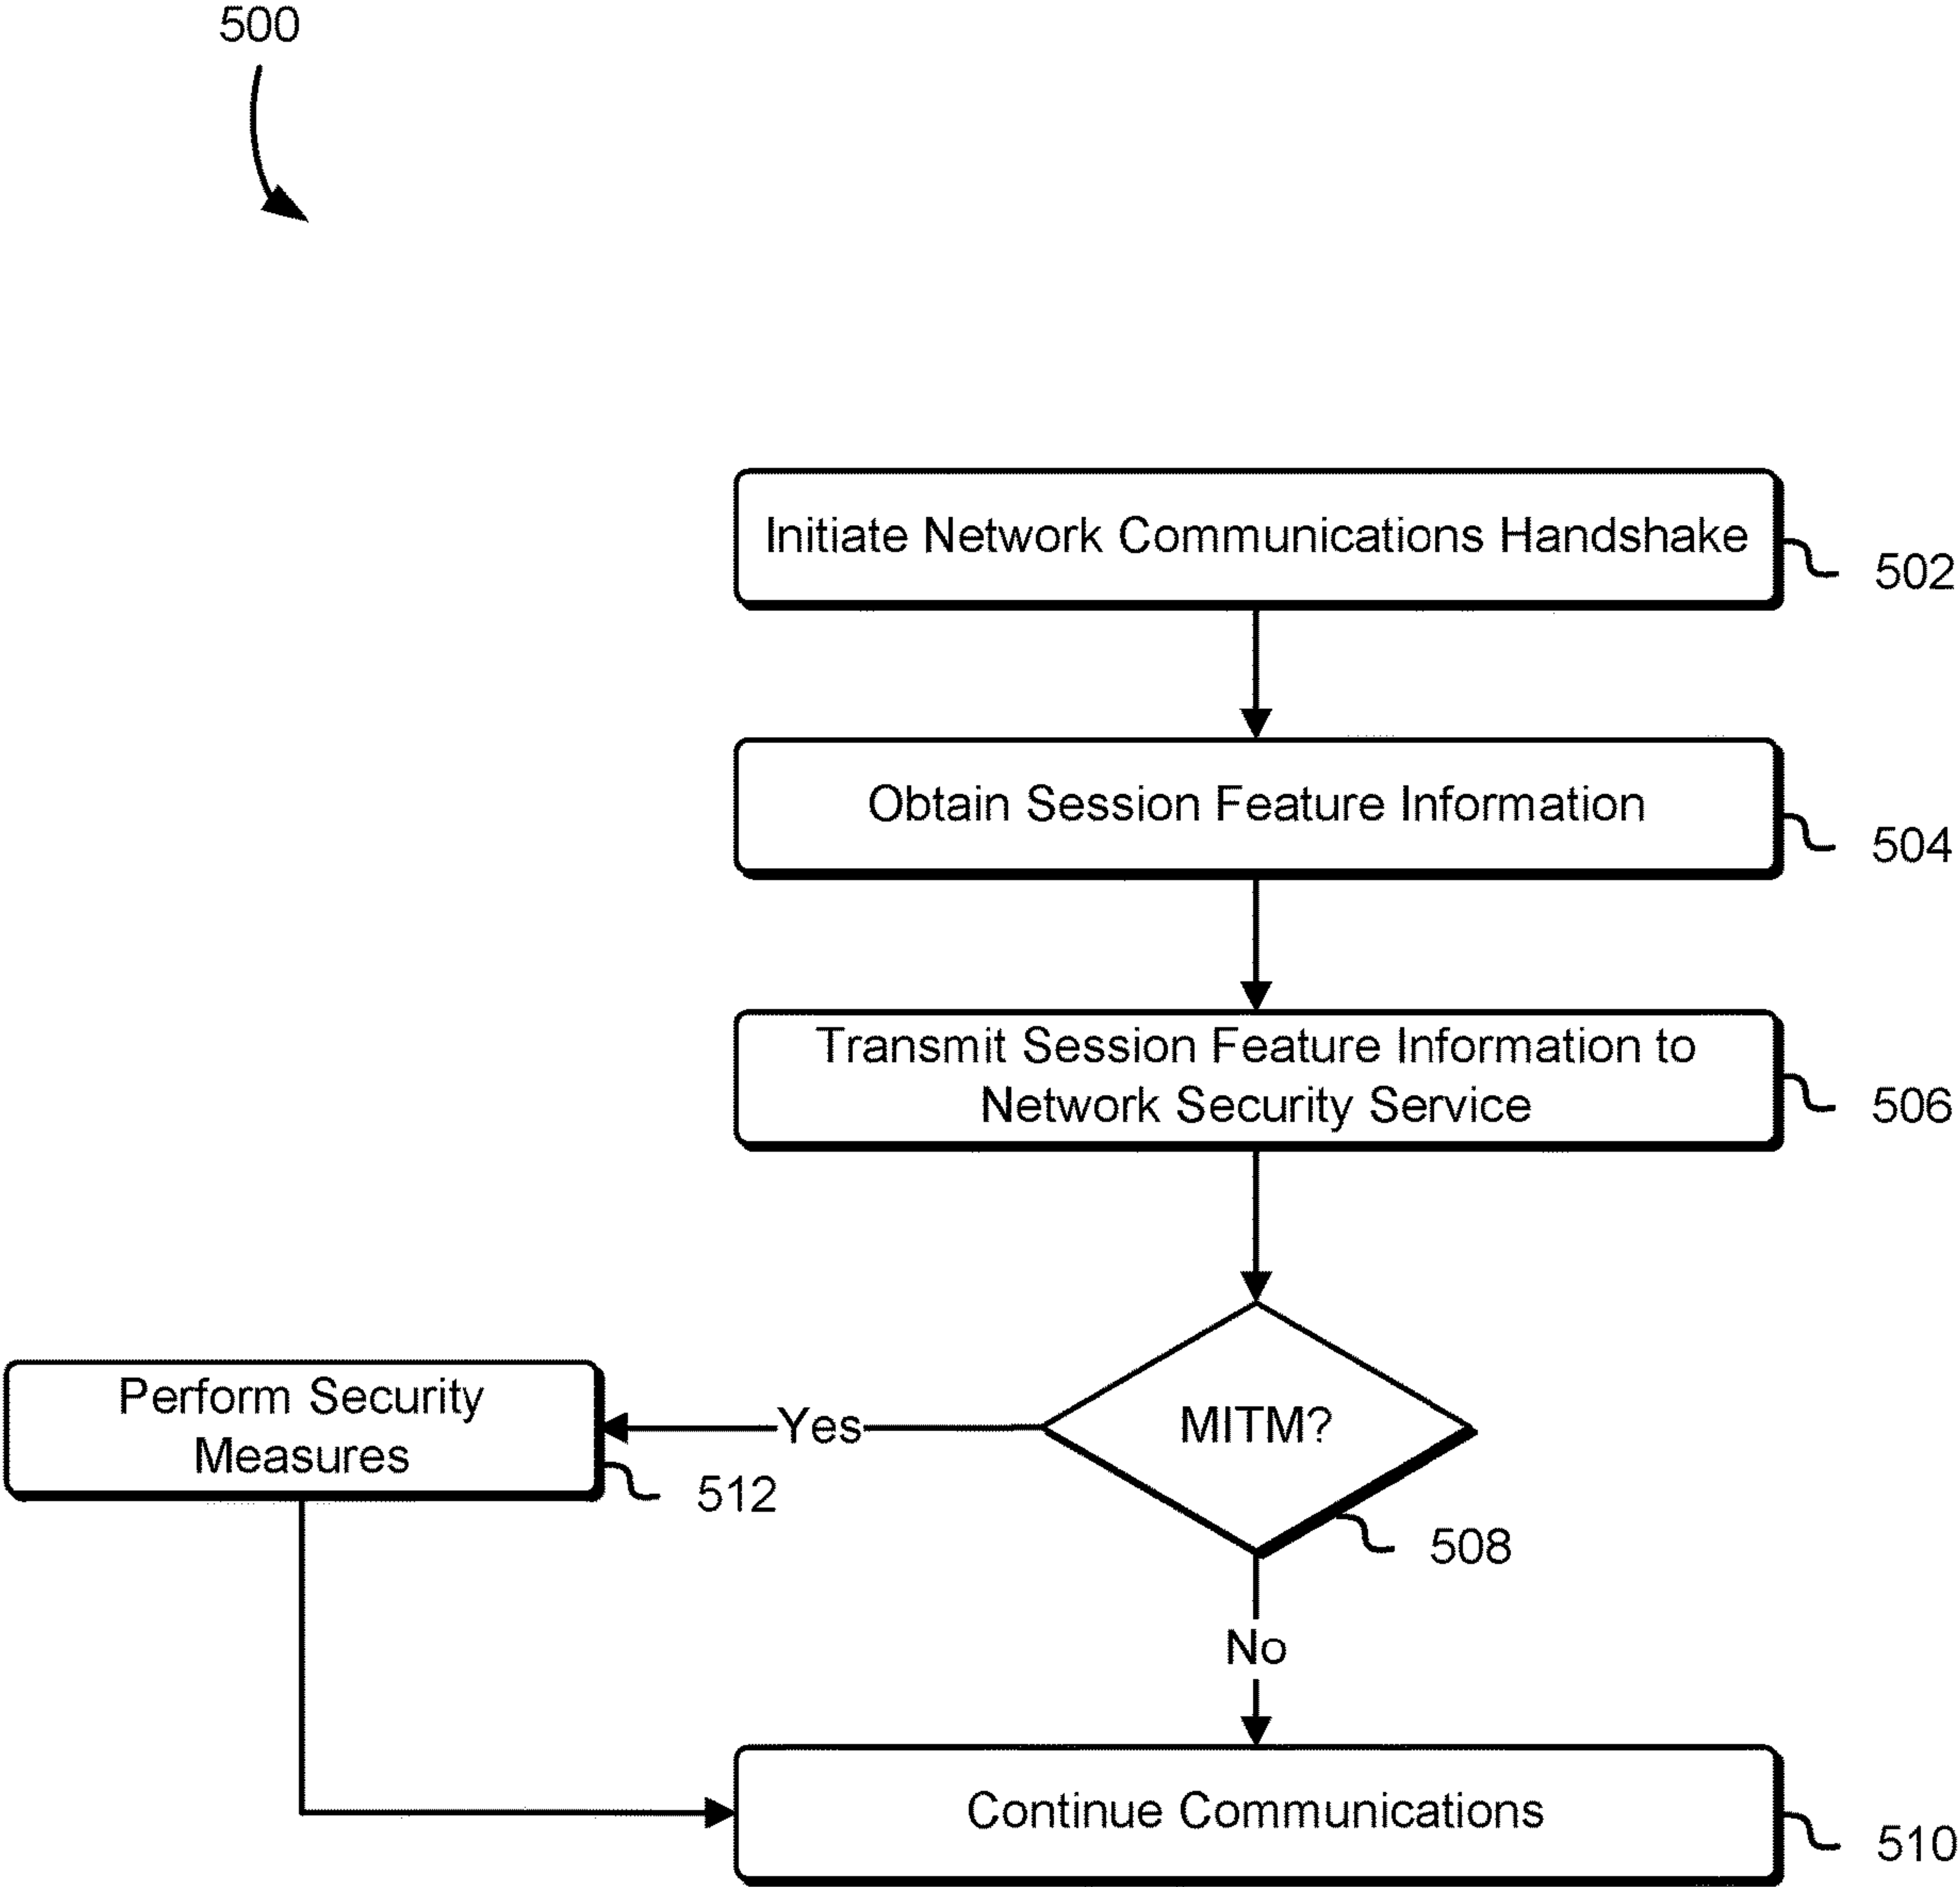 500
Initiate Network Communications Handshake
502
Obtain Session Feature Information
504
Transmit Session Feature Information to
Network Security Service
506
MITM?
508
Yes
Perform Security
Measures
512
No
Continue Communications
510